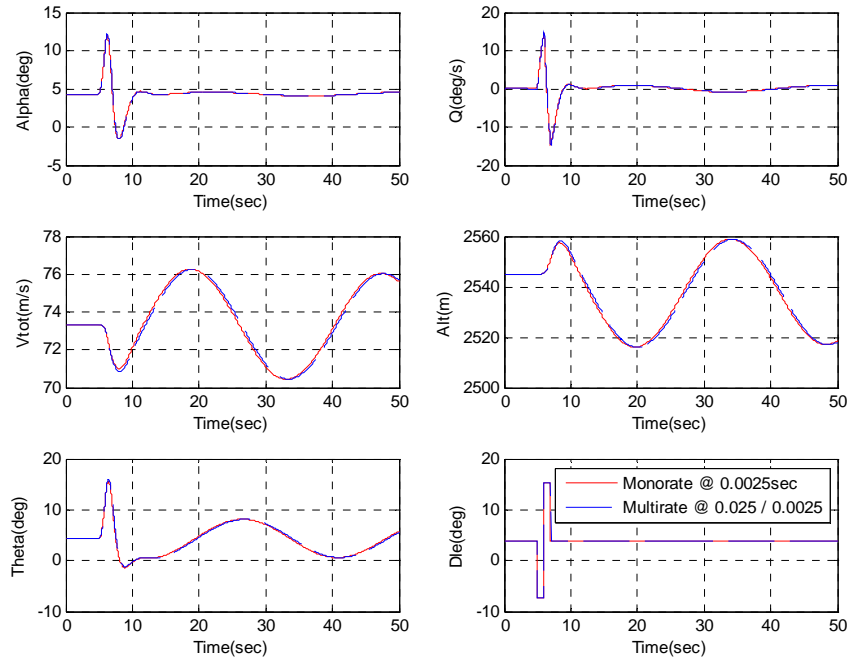 15
10
5
0
-5
Alpha(deg)
0 10 20 30 40 50
Time(sec)
20
10
0
-10
-20
Q(deg/s)
0 10 20 30 40 50
Time(sec)
78
76
74
72
70
Vtot(m/s)
0 10 20 30 40 50
Time(sec)
2560
2540
2520
2500
Alt(m)
0 10 20 30 40 50
Time(sec)
20
10
0
-10
Theta(deg)
0 10 20 30 40 50
Time(sec)
20
10
0
-10
Dle(deg)
Monorate @ 0.0025sec
Multirate @ 0.025 / 0.0025
0 10 20 30 40 50
Time(sec)